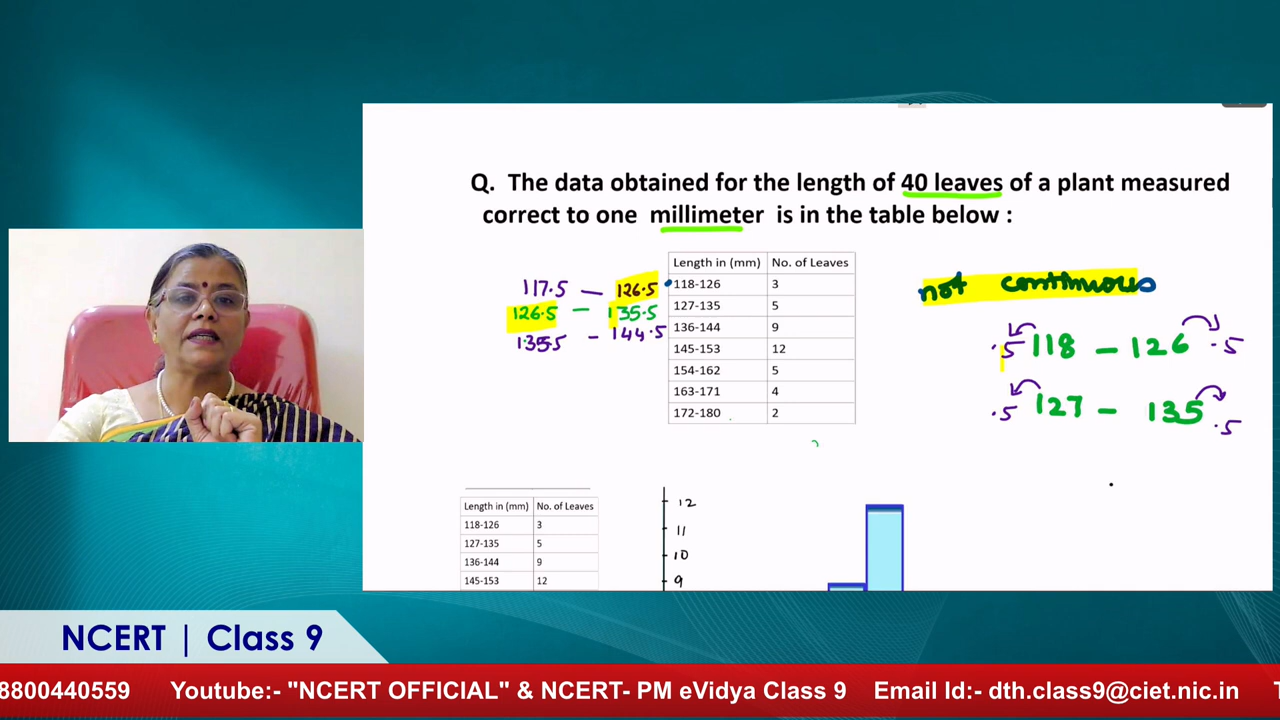 Q. The data obtained for the length of 40 leaves of a plant measured
correct to one millimeter is in the table below :
117.5 – 126.5
126.5 – 135.5
135.5 – 144.5
Length in (mm) No. of Leaves
118-126 3
127-135 5
136-144 9
145-153 12
154-162 5
163-171 4
172-180 2
not continuous
.5 118 – 126 .5
.5 127 – 135 .5
Length in (mm) No. of Leaves
118-126 3
127-135 5
136-144 9
145-153 12
12
11
10
9
NCERT | Class 9
8800440559 Youtube:- "NCERT OFFICIAL" & NCERT- PM eVidya Class 9 Email Id:- dth.class9@ciet.nic.in